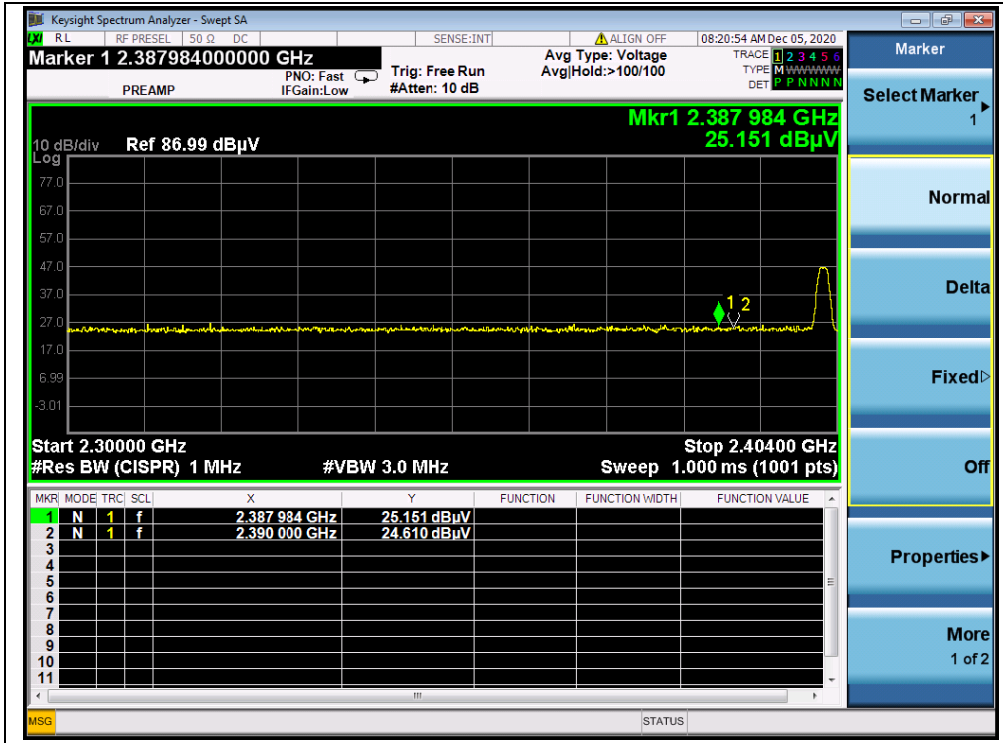 Keysight Spectrum Analyzer - Swept SA
LXI RL RF PRESEL 50 Ω DC SENSE:INT ALIGN OFF 08:20:54 AM Dec 05, 2020
Marker 1 2.387984000000 GHz
PREAMP
PNO: Fast
IFGain:Low
Trig: Free Run
#Atten: 10 dB
Avg Type: Voltage
Avg|Hold:>100/100
TRACE 1 2 3 4 5 6
TYPE M W W W W W
DET P P N N N N
Mkr1 2.387 984 GHz
25.151 dBµV
10 dB/div Ref 86.99 dBµV
Log
77.0
67.0
57.0
47.0
37.0
27.0
17.0
6.99
-3.01
1 2
Start 2.30000 GHz Stop 2.40400 GHz
#Res BW (CISPR) 1 MHz #VBW 3.0 MHz Sweep 1.000 ms (1001 pts)
MKR MODE TRC SCL X Y FUNCTION FUNCTION WIDTH FUNCTION VALUE
1 N 1 f 2.387 984 GHz 25.151 dBµV
2 N 1 f 2.390 000 GHz 24.610 dBµV
3
4
5
6
7
8
9
10
11
MSG STATUS
Marker
Select Marker
1
Normal
Delta
Fixed
Off
Properties
More
1 of 2